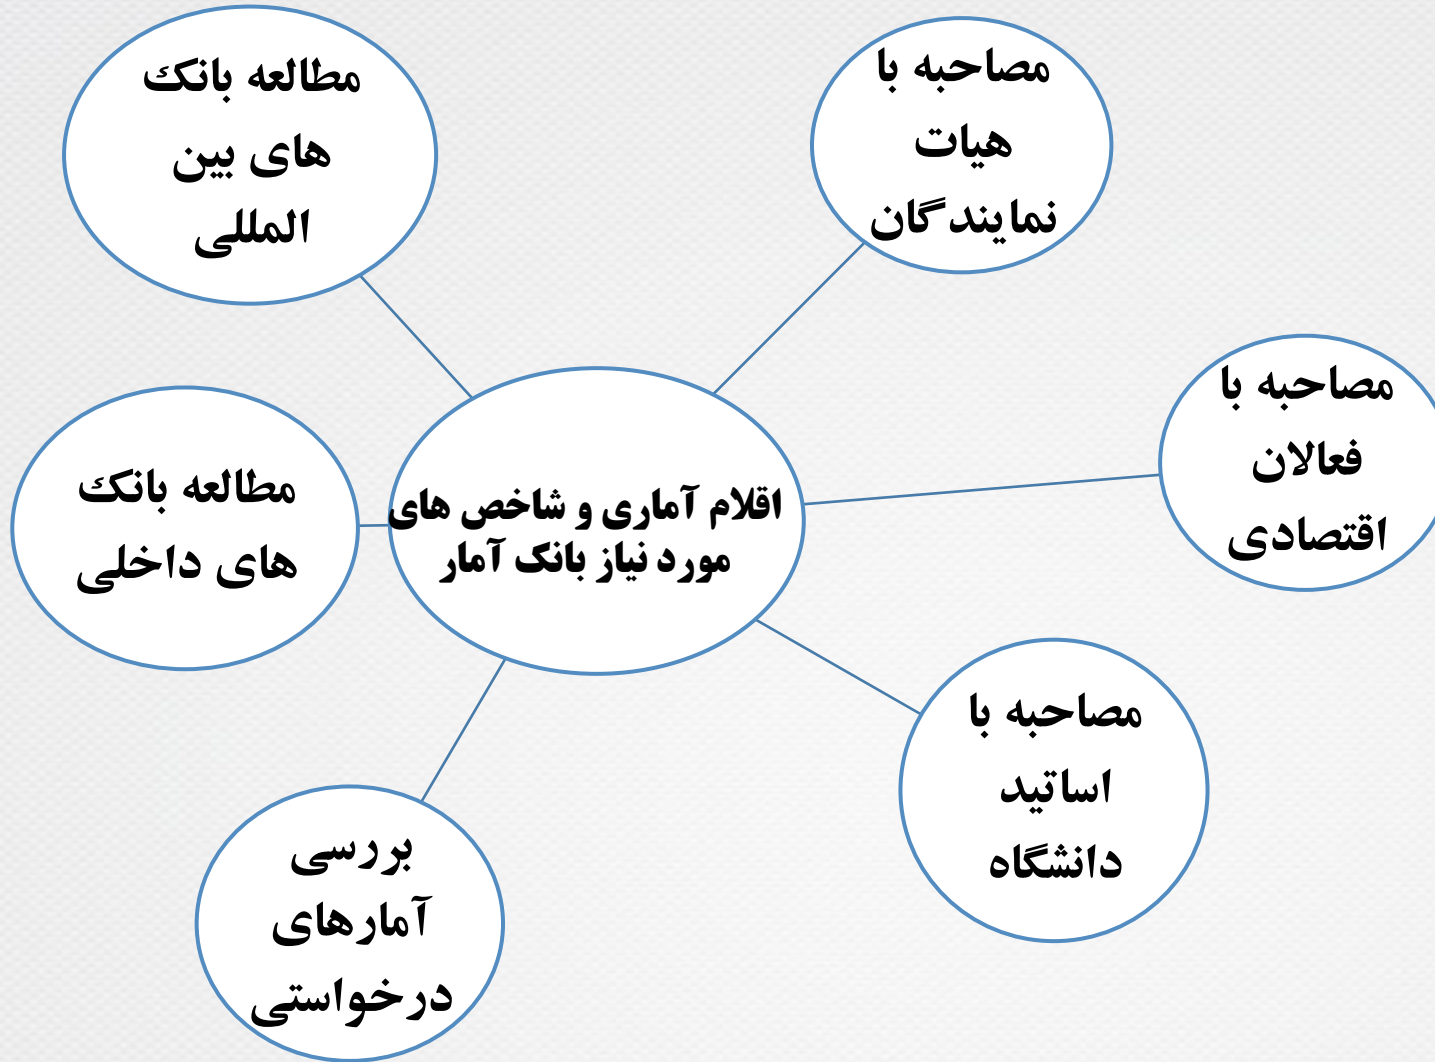 مطالعه بانک
های بین
المللی
مصاحبه با
هیات
نمایندگان
مصاحبه با
فعالان
اقتصادی
مطالعه بانک
های داخلی
اقلام آماری و شاخص های
مورد نیاز بانک آمار
مصاحبه با
اساتید
دانشگاه
بررسی
آمارهای
درخواستی